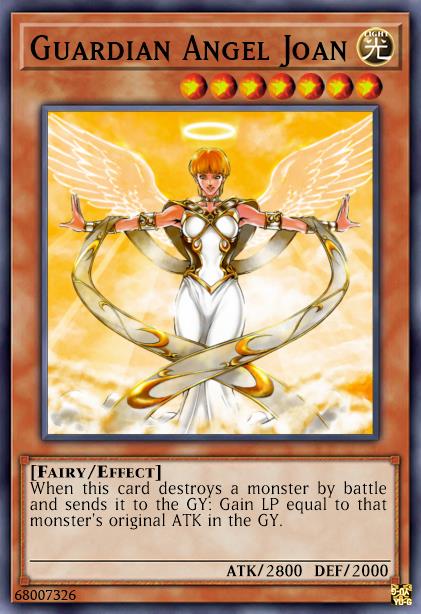 Guardian Angel Joan
LIGHT
光
[Fairy/Effect]
When this card destroys a monster by battle
and sends it to the GY: Gain LP equal to that
monster's original ATK in the GY.
ATK/2800 DEF/2000
68007326